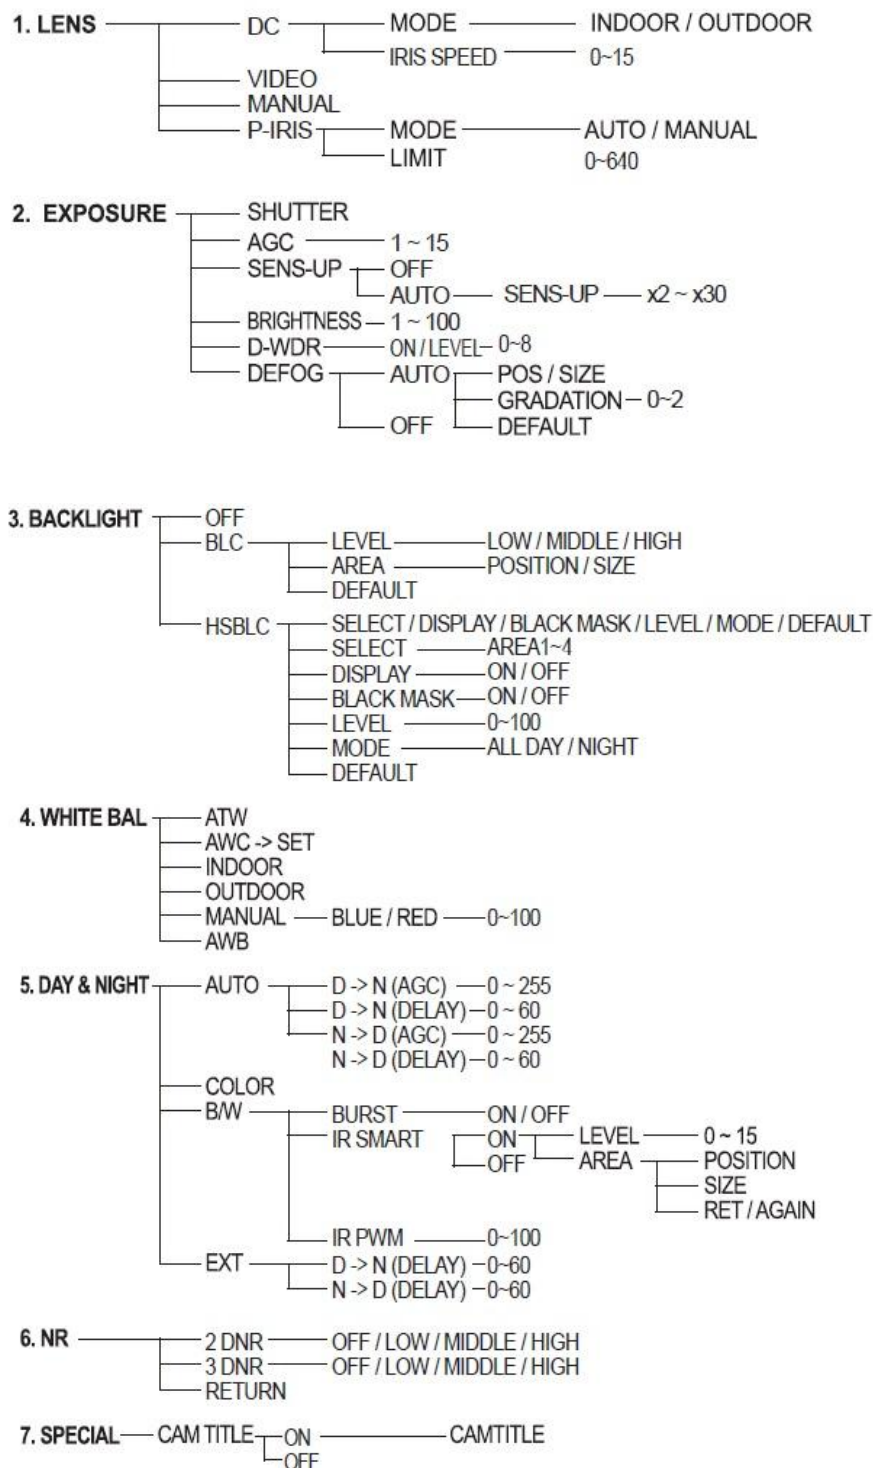 1. LENS DC MODE INDOOR / OUTDOOR
IRIS SPEED 0~15
VIDEO
MANUAL
P-IRIS MODE AUTO / MANUAL
LIMIT 0~640
2. EXPOSURE SHUTTER
AGC 1 ~ 15
SENS-UP OFF
AUTO SENS-UP x2 ~ x30
BRIGHTNESS 1 ~ 100
D-WDR ON / LEVEL 0~8
DEFOG AUTO POS / SIZE
GRADATION 0~2
OFF DEFAULT
3. BACKLIGHT OFF
BLC LEVEL LOW / MIDDLE / HIGH
AREA POSITION / SIZE
DEFAULT
HSBLC SELECT / DISPLAY / BLACK MASK / LEVEL / MODE / DEFAULT
SELECT AREA1~4
DISPLAY ON / OFF
BLACK MASK ON / OFF
LEVEL 0~100
MODE ALL DAY / NIGHT
DEFAULT
4. WHITE BAL ATW
AWC -> SET
INDOOR
OUTDOOR
MANUAL BLUE / RED 0~100
AWB
5. DAY & NIGHT AUTO D -> N (AGC) 0 ~ 255
D -> N (DELAY) 0 ~ 60
N -> D (AGC) 0 ~ 255
N -> D (DELAY) 0 ~ 60
COLOR
B/W BURST ON / OFF
IR SMART ON LEVEL 0 ~ 15
OFF AREA POSITION
SIZE
RET / AGAIN
IR PWM 0~100
EXT D -> N (DELAY) 0~60
N -> D (DELAY) 0~60
6. NR 2 DNR OFF / LOW / MIDDLE / HIGH
3 DNR OFF / LOW / MIDDLE / HIGH
RETURN
7. SPECIAL CAM TITLE ON CAMTITLE
OFF